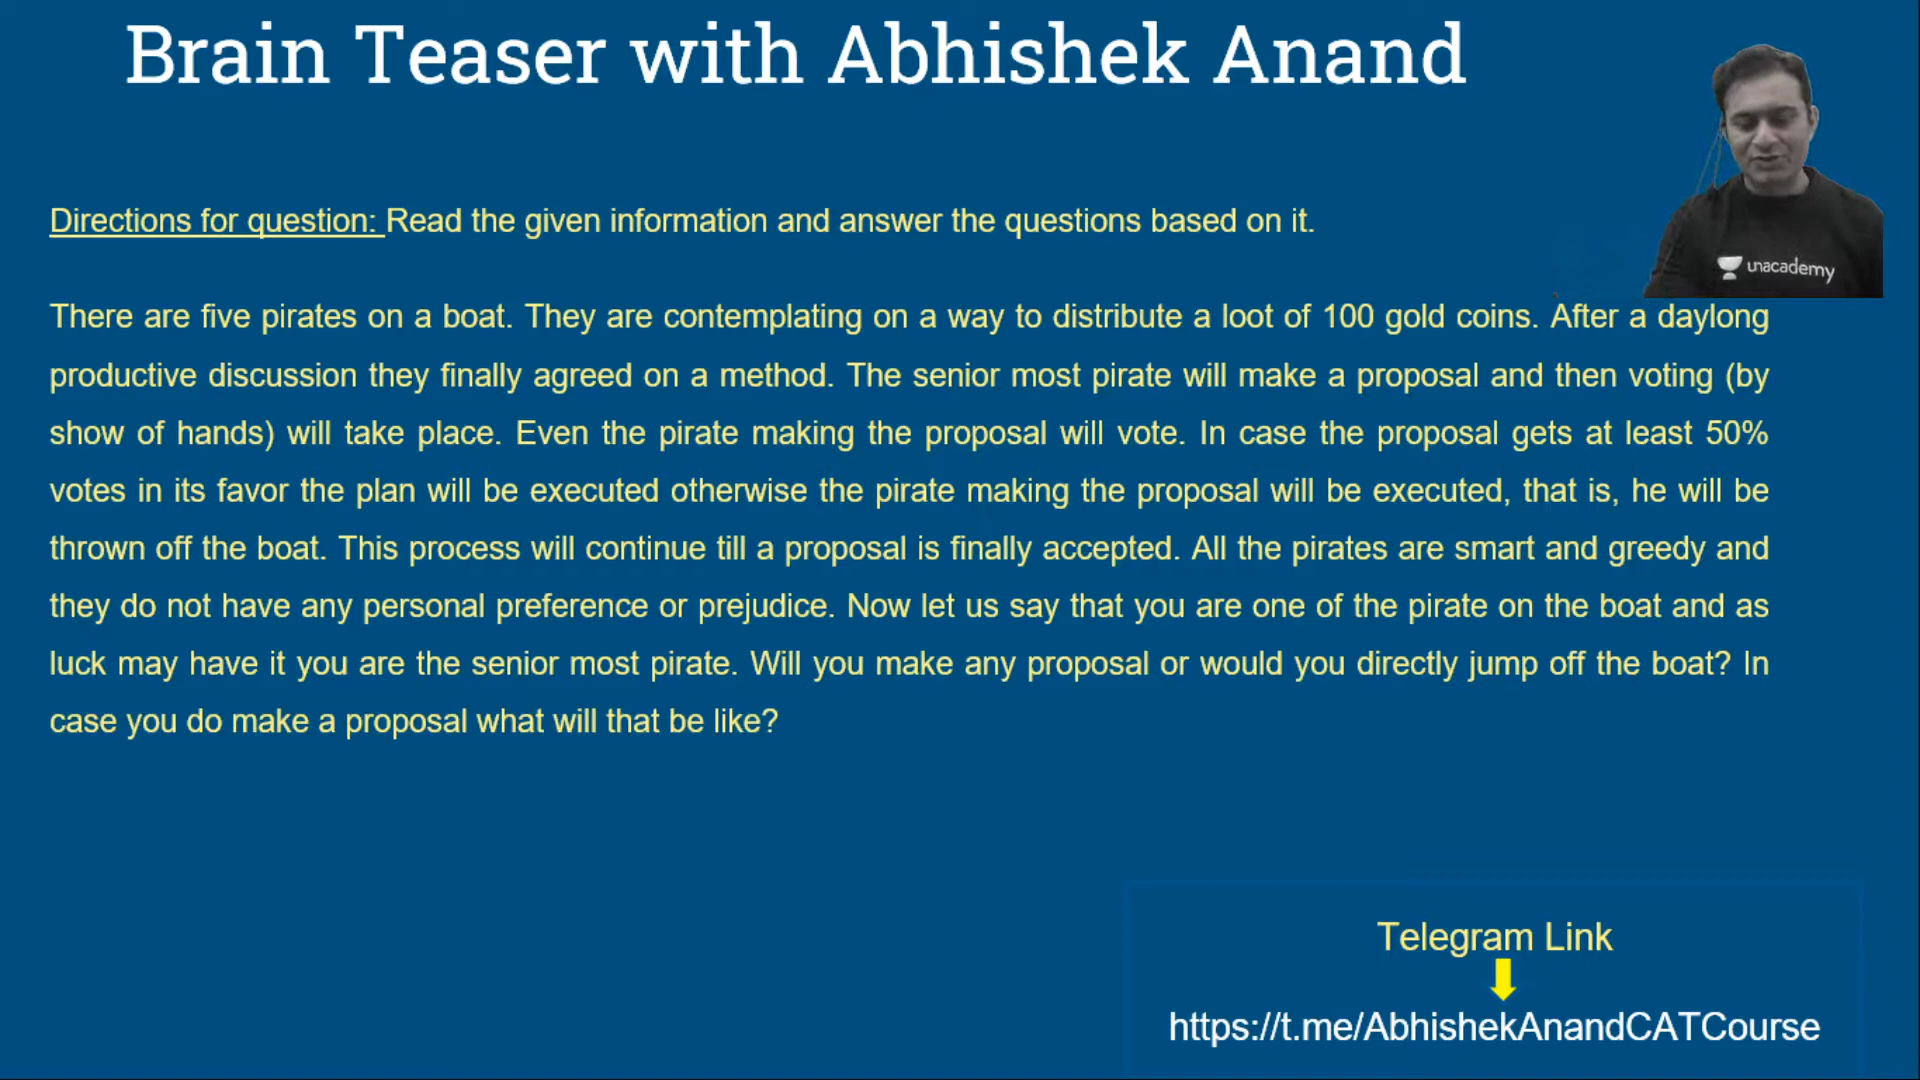 Brain Teaser with Abhishek Anand
unacademy
Directions for question: Read the given information and answer the questions based on it.
There are five pirates on a boat. They are contemplating on a way to distribute a loot of 100 gold coins. After a daylong
productive discussion they finally agreed on a method. The senior most pirate will make a proposal and then voting (by
show of hands) will take place. Even the pirate making the proposal will vote. In case the proposal gets at least 50%
votes in its favor the plan will be executed otherwise the pirate making the proposal will be executed, that is, he will be
thrown off the boat. This process will continue till a proposal is finally accepted. All the pirates are smart and greedy and
they do not have any personal preference or prejudice. Now let us say that you are one of the pirate on the boat and as
luck may have it you are the senior most pirate. Will you make any proposal or would you directly jump off the boat? In
case you do make a proposal what will that be like?
Telegram Link
https://t.me/AbhishekAnandCATCourse